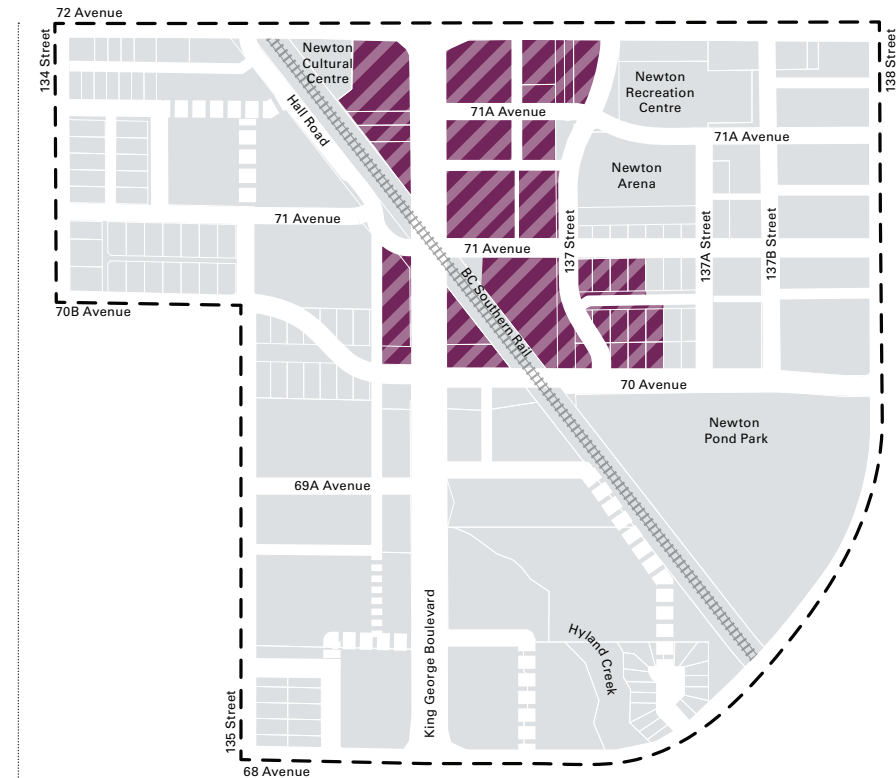 72 Avenue
134 Street
138 Street
Newton
Cultural
Centre
Hall Road
71A Avenue
Newton
Recreation
Centre
71A Avenue
Newton
Arena
71 Avenue
71 Avenue
137 Street
137A Street
137B Street
BC Southern Rail
70B Avenue
70 Avenue
Newton
Pond Park
69A Avenue
King George Boulevard
Hyland Creek
135 Street
68 Avenue